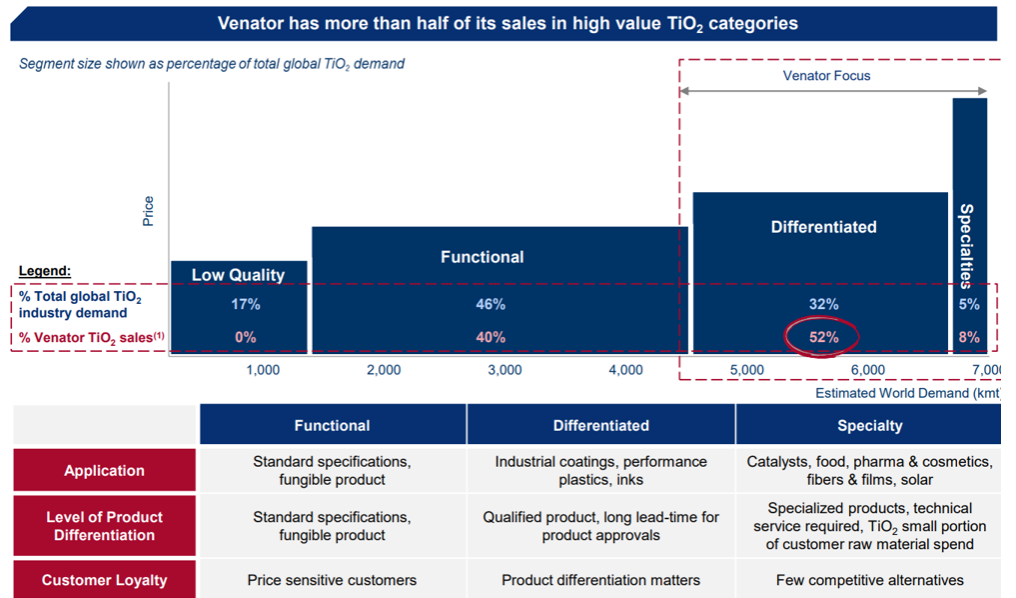 Venator has more than half of its sales in high value TiO₂ categories
Segment size shown as percentage of total global TiO₂ demand
Venator Focus
Price
Low Quality
Functional
Differentiated
Specialties
Legend:
% Total global TiO₂
industry demand
17%
46%
32%
5%
% Venator TiO₂ sales⁽¹⁾
0%
40%
52%
8%
1,000
2,000
3,000
4,000
5,000
6,000
7,000
Estimated World Demand (kmt)
Functional
Differentiated
Specialty
Application
Standard specifications,
fungible product
Industrial coatings, performance
plastics, inks
Catalysts, food, pharma & cosmetics,
fibers & films, solar
Level of Product
Differentiation
Standard specifications,
fungible product
Qualified product, long lead-time for
product approvals
Specialized products, technical
service required, TiO₂ small portion
of customer raw material spend
Customer Loyalty
Price sensitive customers
Product differentiation matters
Few competitive alternatives